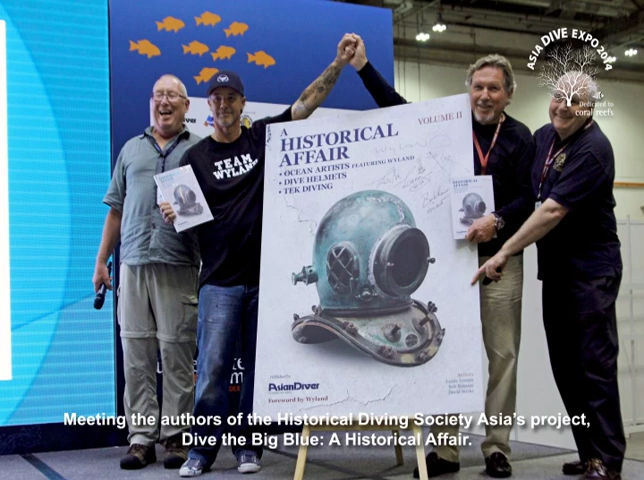 ASIA DIVE EXPO 2014
Dedicated to
coral reefs
A
HISTORICAL
AFFAIR
VOLUME II
• OCEAN ARTISTS FEATURING WYLAND
• DIVE HELMETS
• TEK DIVING
TEAM
WYLAND
HISTORICAL
AFFAIR
AsianDiver
Foreword by Wyland
Meeting the authors of the Historical Diving Society Asia's project,
Dive the Big Blue: A Historical Affair.